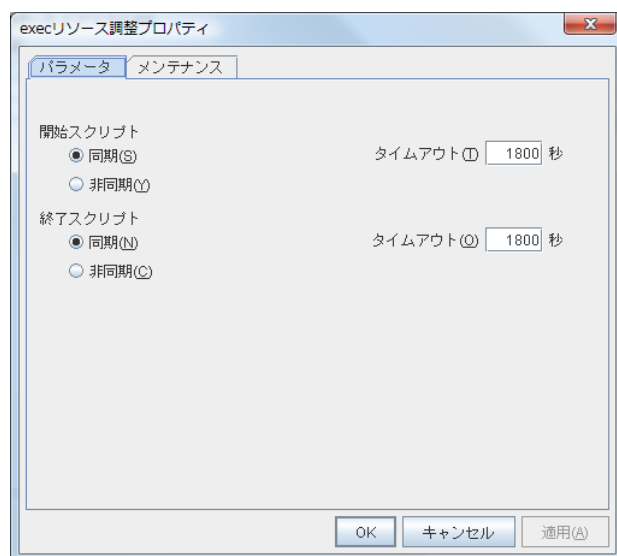 execリソース調整プロパティ
パラメータ メンテナンス
開始スクリプト
同期(S) タイムアウト(T) 1800 秒
非同期(Y)
終了スクリプト
同期(N) タイムアウト(O) 1800 秒
非同期(C)
OK キャンセル 適用(A)